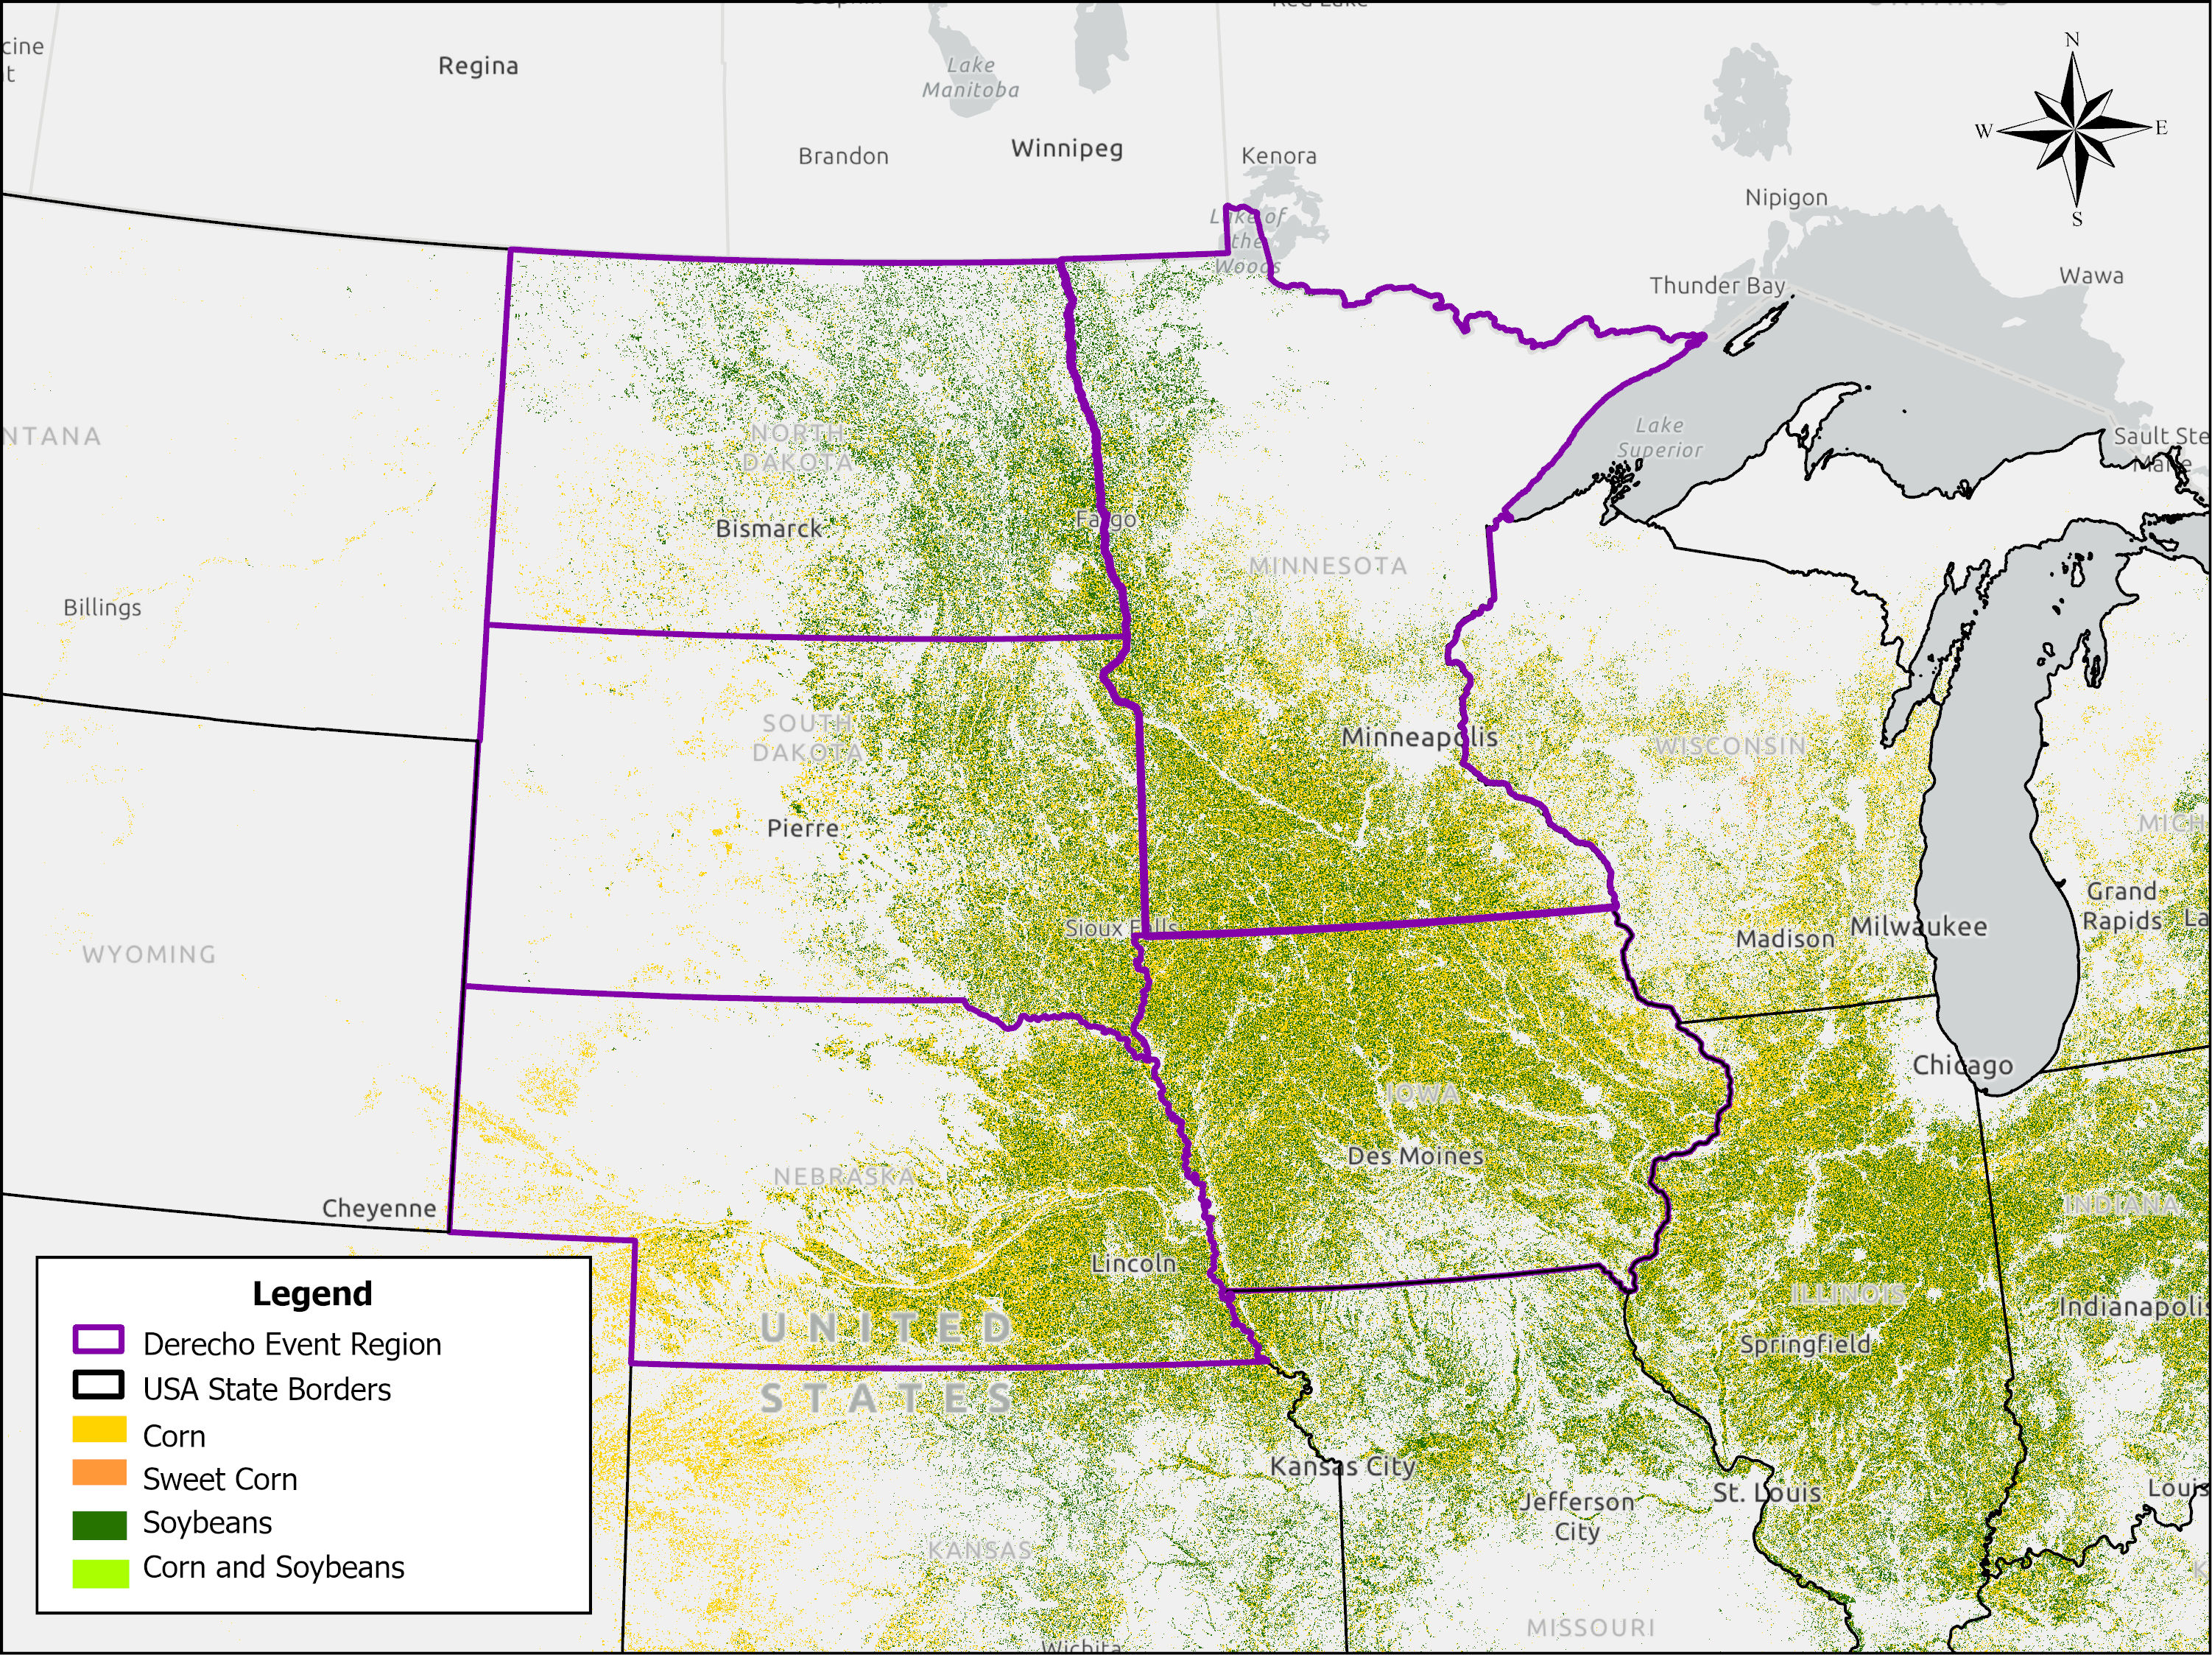 cine
t
Regina
Lake
Manitoba
Brandon
Winnipeg
Kenora
Lake of
the
Woods
Nipigon
Thunder Bay
Wawa
N
W
E
S
NTANA
NORTH
DAKOTA
Bismarck
Fargo
MINNESOTA
Lake
Superior
Sault Ste
Marie
Billings
SOUTH
DAKOTA
Pierre
Minneapolis
WISCONSIN
MICH
Grand
Rapids
La
WYOMING
Sioux Falls
Madison
Milwaukee
Chicago
IOWA
Des Moines
NEBRASKA
Cheyenne
Lincoln
INDIANA
ILLINOIS
Indianapolis
Springfield
UNITED
STATES
Kansas City
Jefferson
City
St. Louis
Louis
KANSAS
MISSOURI
Wichita
K
Legend
Derecho Event Region
USA State Borders
Corn
Sweet Corn
Soybeans
Corn and Soybeans